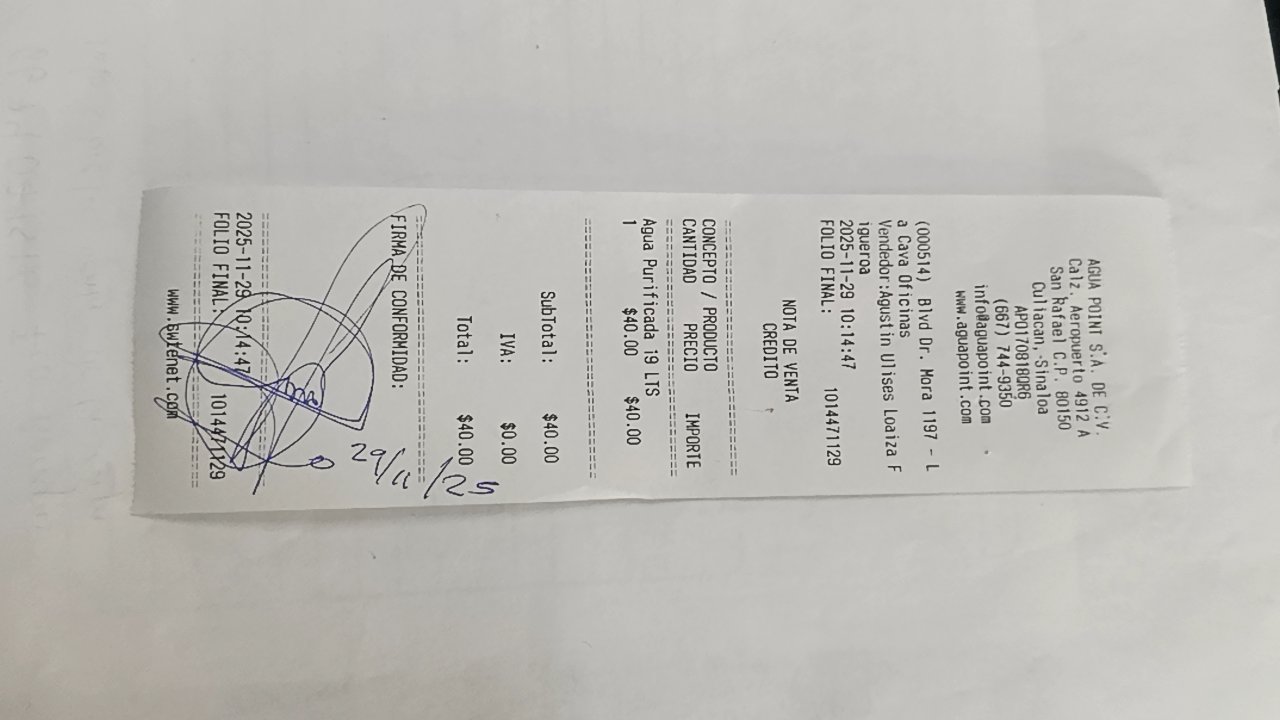 AGUA POINT S.A. DE C.V.
Calz. Aeropuerto 4912 A
San Rafael C.P. 80150
Culiacan, Sinaloa
APO170818QR6
(667) 744-9350
info@aguapoint.com
www.aguapoint.com
(000514) Blvd Dr. Mora 1197 - L
a Cava Oficinas
Vendedor:Agustin Ulises Loaiza F
igueroa
2025-11-29 10:14:47
FOLIO FINAL: 1014471129
NOTA DE VENTA
CREDITO
================================
CONCEPTO / PRODUCTO
CANTIDAD PRECIO IMPORTE
================================
Agua Purificada 19 LTS
1 $40.00 $40.00
================================
SubTotal: $40.00
IVA: $0.00
Total: $40.00
29/11/25
================================
FIRMA DE CONFORMIDAD:
================================
2025-11-29 10:14:47
FOLIO FINAL: 1014471129
================================